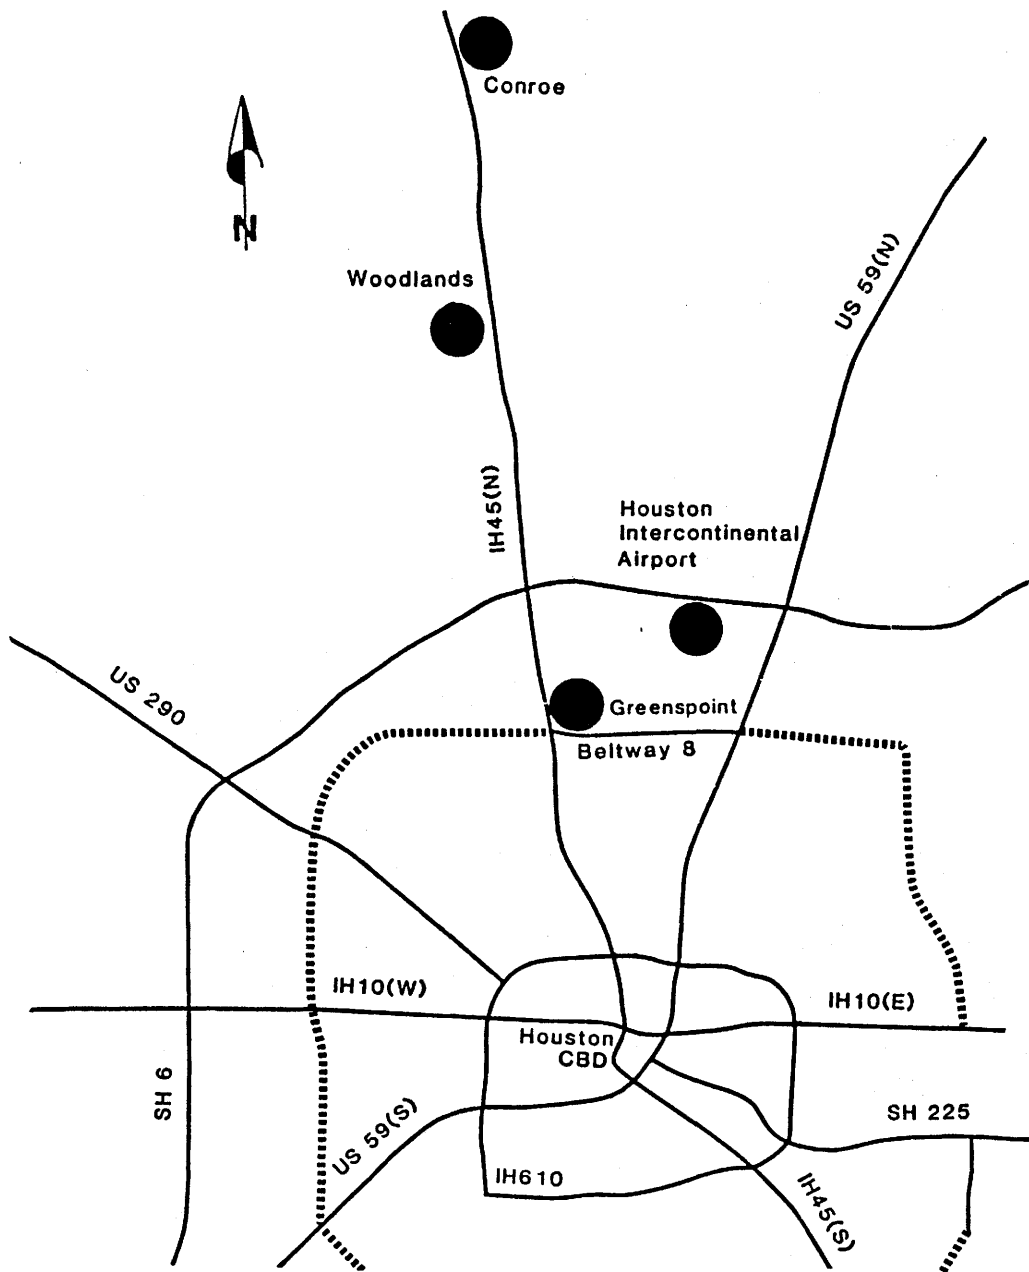 Conroe
N
Woodlands
US 59(N)
IH45(N)
Houston
Intercontinental
Airport
US 290
Greenspoint
Beltway 8
IH10(W)
IH10(E)
Houston
CBD
SH 6
US 59(S)
SH 225
IH610
IH45(S)